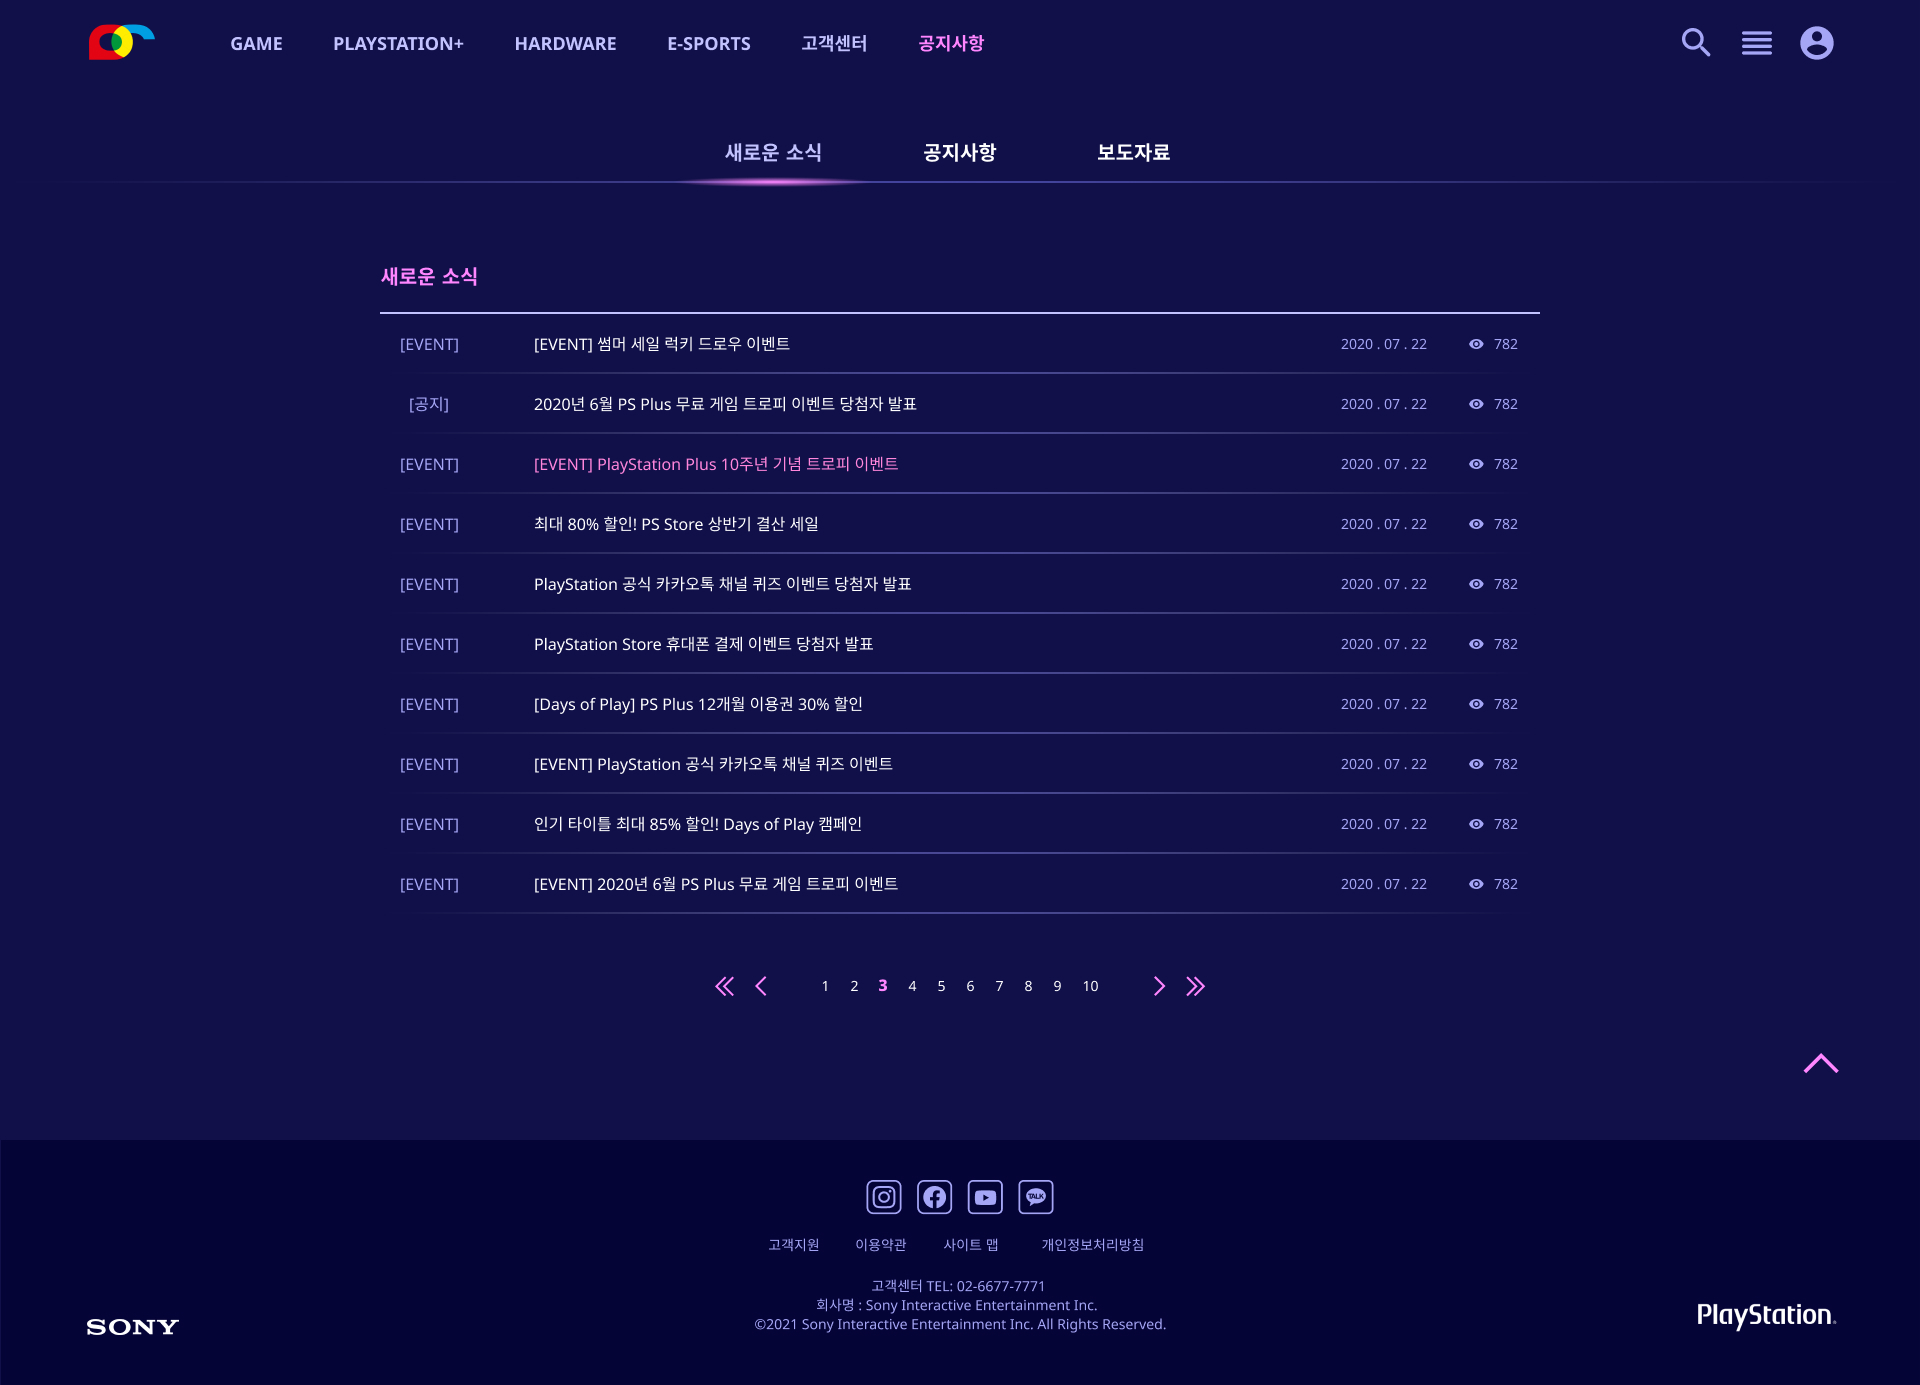 GAME PLAYSTATION+ HARDWARE E-SPORTS 고객센터 공지사항
새로운 소식 공지사항 보도자료
새로운 소식
[EVENT] [EVENT] 썸머 세일 럭키 드로우 이벤트 2020 . 07 . 22 782
[공지] 2020년 6월 PS Plus 무료 게임 트로피 이벤트 당첨자 발표 2020 . 07 . 22 782
[EVENT] [EVENT] PlayStation Plus 10주년 기념 트로피 이벤트 2020 . 07 . 22 782
[EVENT] 최대 80% 할인! PS Store 상반기 결산 세일 2020 . 07 . 22 782
[EVENT] PlayStation 공식 카카오톡 채널 퀴즈 이벤트 당첨자 발표 2020 . 07 . 22 782
[EVENT] PlayStation Store 휴대폰 결제 이벤트 당첨자 발표 2020 . 07 . 22 782
[EVENT] [Days of Play] PS Plus 12개월 이용권 30% 할인 2020 . 07 . 22 782
[EVENT] [EVENT] PlayStation 공식 카카오톡 채널 퀴즈 이벤트 2020 . 07 . 22 782
[EVENT] 인기 타이틀 최대 85% 할인! Days of Play 캠페인 2020 . 07 . 22 782
[EVENT] [EVENT] 2020년 6월 PS Plus 무료 게임 트로피 이벤트 2020 . 07 . 22 782
1 2 3 4 5 6 7 8 9 10
TALK
고객지원 이용약관 사이트 맵 개인정보처리방침
고객센터 TEL: 02-6677-7771
회사명 : Sony Interactive Entertainment Inc.
©2021 Sony Interactive Entertainment Inc. All Rights Reserved.
SONY
PlayStation®